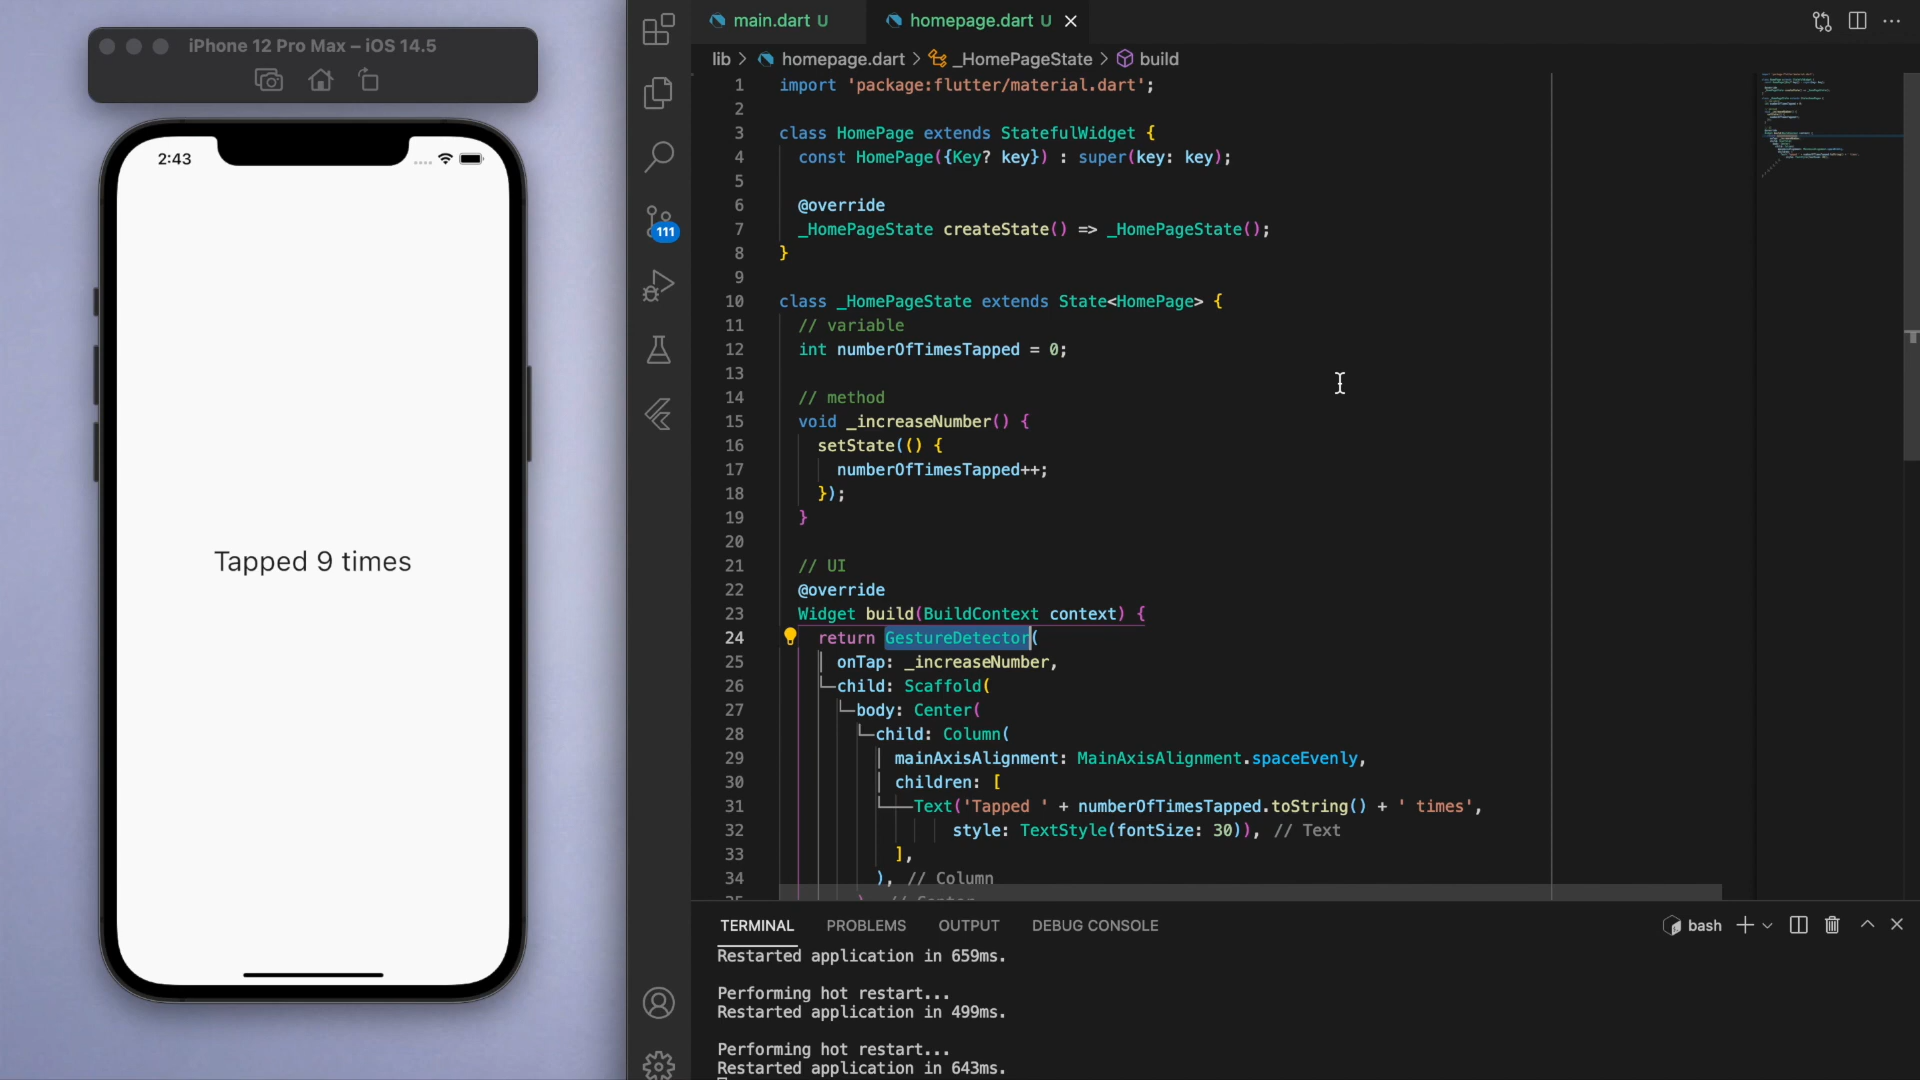 iPhone 12 Pro Max – iOS 14.5
2:43
Tapped 9 times
111
main.dart U
homepage.dart U
lib > homepage.dart > _HomePageState > build
1 import 'package:flutter/material.dart';
2
3 class HomePage extends StatefulWidget {
4 const HomePage({Key? key}) : super(key: key);
5
6 @override
7 _HomePageState createState() => _HomePageState();
8 }
9
10 class _HomePageState extends State<HomePage> {
11 // variable
12 int numberOfTimesTapped = 0;
13
14 // method
15 void _increaseNumber() {
16 setState(() {
17 numberOfTimesTapped++;
18 });
19 }
20
21 // UI
22 @override
23 Widget build(BuildContext context) {
24 return GestureDetector(
25 onTap: _increaseNumber,
26 child: Scaffold(
27 body: Center(
28 child: Column(
29 mainAxisAlignment: MainAxisAlignment.spaceEvenly,
30 children: [
31 Text('Tapped ' + numberOfTimesTapped.toString() + ' times',
32 style: TextStyle(fontSize: 30)), // Text
33 ],
34 ), // Column
TERMINAL PROBLEMS OUTPUT DEBUG CONSOLE
bash
Restarted application in 659ms.
Performing hot restart...
Restarted application in 499ms.
Performing hot restart...
Restarted application in 643ms.